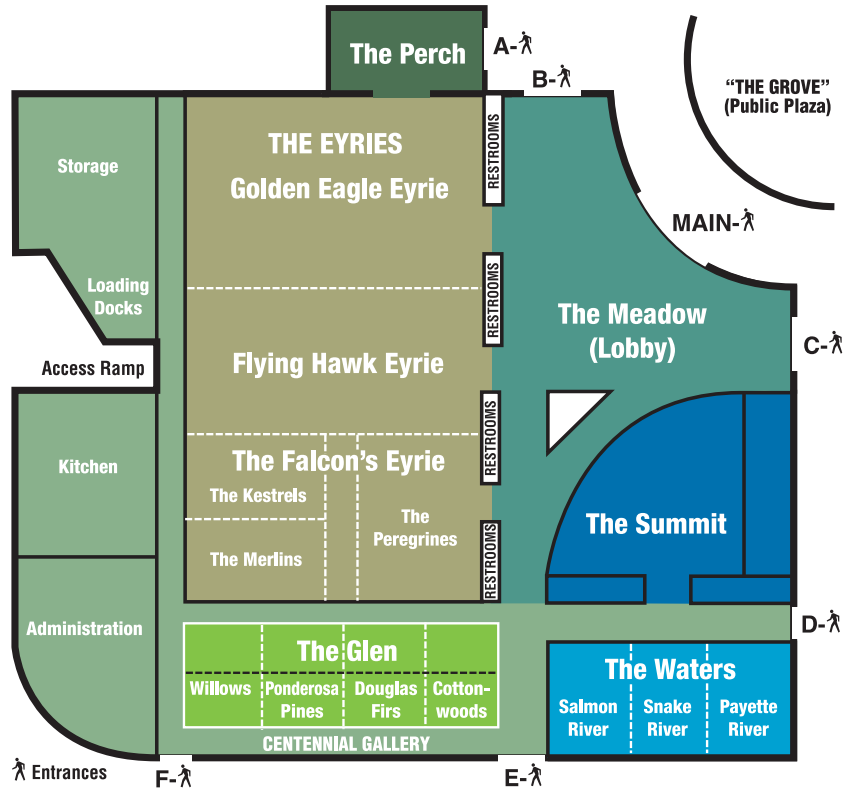 The Perch
A-
B-
"THE GROVE"
(Public Plaza)
Storage
THE EYRIES
Golden Eagle Eyrie
RESTROOMS
MAIN-
Loading
Docks
RESTROOMS
The Meadow
(Lobby)
C-
Access Ramp
Flying Hawk Eyrie
Kitchen
The Falcon's Eyrie
RESTROOMS
The Kestrels
The
Peregrines
The Merlins
RESTROOMS
The Summit
Administration
D-
The Glen
Willows
Ponderosa
Pines
Douglas
Firs
Cotton-
woods
The Waters
Salmon
River
Snake
River
Payette
River
CENTENNIAL GALLERY
Entrances
F-
E-